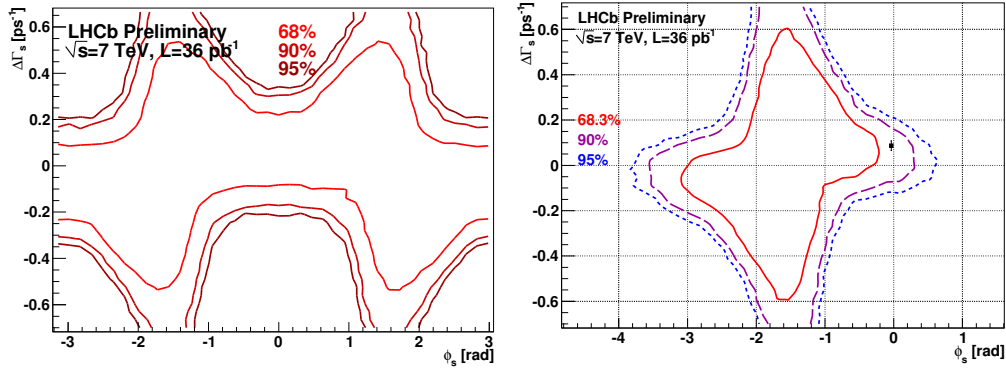 LHCb Preliminary
√s=7 TeV, L=36 pb⁻¹
68%
90%
95%
ΔΓₛ [ps⁻¹]
0.6
0.4
0.2
0
-0.2
-0.4
-0.6
-3 -2 -1 0 1 2 3
ϕₛ [rad]
LHCb Preliminary
√s=7 TeV, L=36 pb⁻¹
68.3%
90%
95%
ΔΓₛ [ps⁻¹]
0.6
0.4
0.2
0
-0.2
-0.4
-0.6
-4 -3 -2 -1 0 1
ϕₛ [rad]